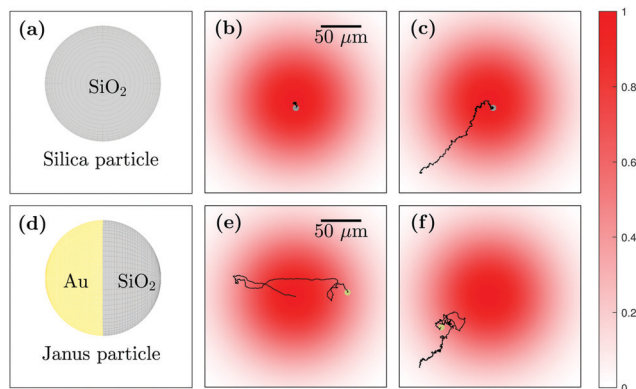 (a)
SiO₂
Silica particle
(b)
50 μm
(c)
(d)
Au
SiO₂
Janus particle
(e)
50 μm
(f)
1
0.8
0.6
0.4
0.2
0